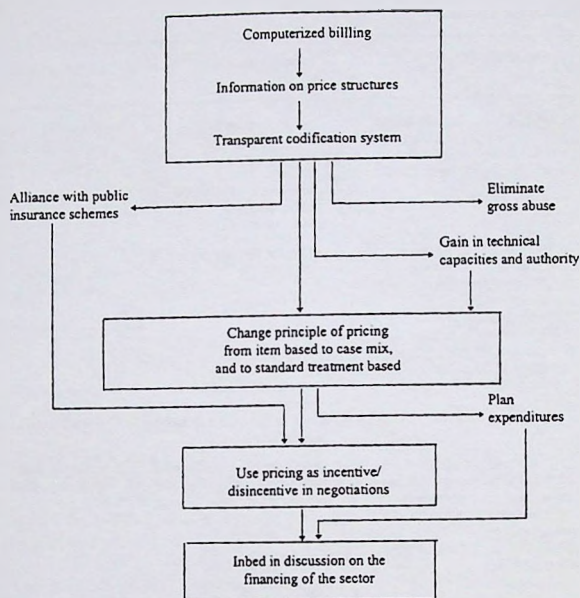 Computerized billling
Information on price structures
Transparent codification system
Alliance with public
insurance schemes
Eliminate
gross abuse
Gain in technical
capacities and authority
Change principle of pricing
from item based to case mix,
and to standard treatment based
Plan
expenditures
Use pricing as incentive/
disincentive in negotiations
Inbed in discussion on the
financing of the sector